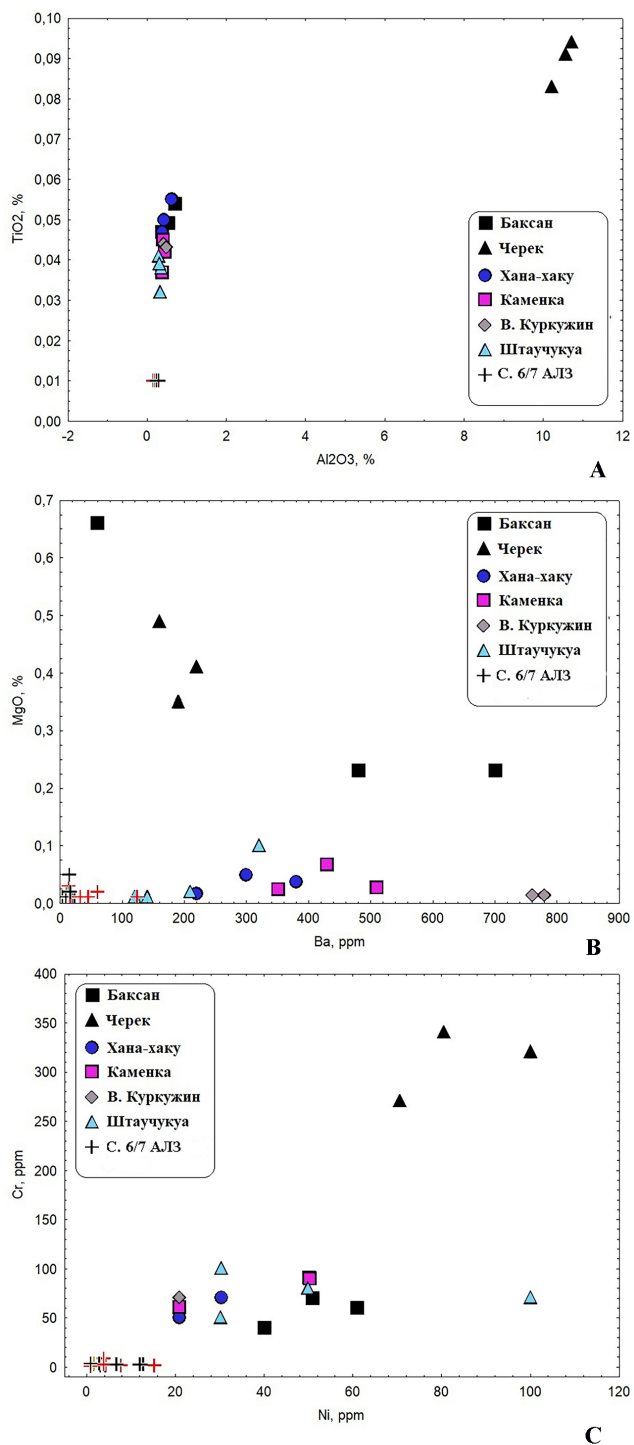 0,10
0,09
0,08
0,07
0,06
0,05
0,04
0,03
0,02
0,01
0,00
TiO2, %
Баксан
Черек
Хана-хаку
Каменка
В. Куркужин
Штаучукуа
С. 6/7 АЛЗ
-2 0 2 4 6 8 10 12
Al2O3, %
A
0,7
0,6
0,5
0,4
0,3
0,2
0,1
0,0
MgO, %
Баксан
Черек
Хана-хаку
Каменка
В. Куркужин
Штаучукуа
С. 6/7 АЛЗ
0 100 200 300 400 500 600 700 800 900
Ba, ppm
B
400
350
300
250
200
150
100
50
0
Cr, ppm
Баксан
Черек
Хана-хаку
Каменка
В. Куркужин
Штаучукуа
С. 6/7 АЛЗ
0 20 40 60 80 100 120
Ni, ppm
C